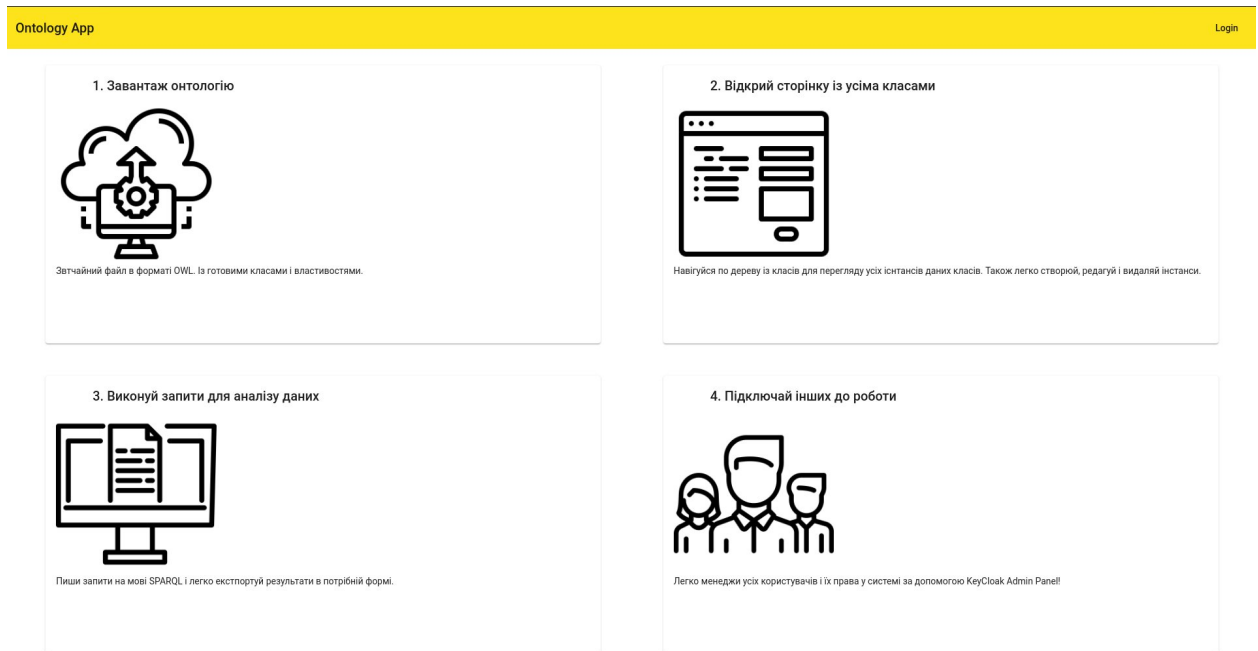 Ontology App
Login
1. Завантаж онтологію
Звтчайний файл в форматі OWL. Із готовими класами і властивостями.
2. Відкрий сторінку із усіма класами
Навігуйся по дереву із класів для перегляду усіх існтансів даних класів. Також легко створюй, редагуй і видаляй інстанси.
3. Виконуй запити для аналізу даних
Пиши запити на мові SPARQL і легко екстпортуй результати в потрібній формі.
4. Підключай інших до роботи
Легко менеджи усіх користувачів і їх права у системі за допомогою KeyCloak Admin Panel!